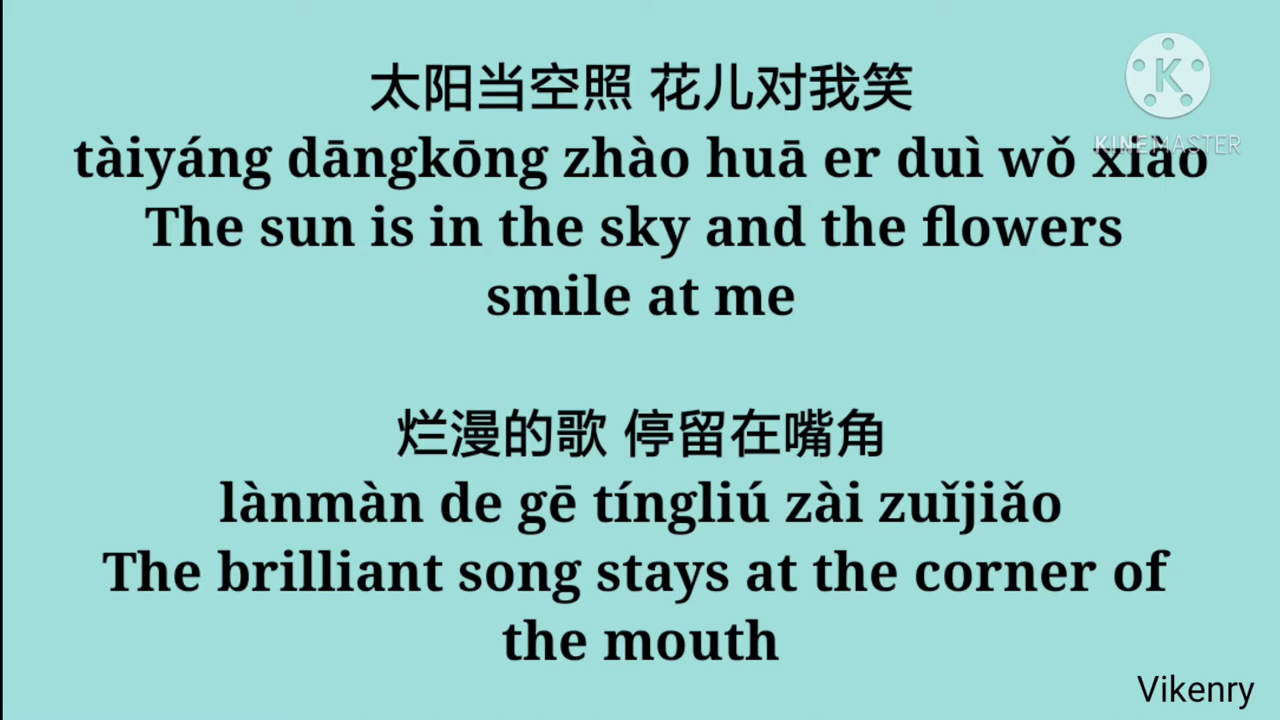 太阳当空照 花儿对我笑
K
KINEMASTER
tàiyáng dāngkōng zhào huā er duì wǒ xiào
The sun is in the sky and the flowers
smile at me
烂漫的歌 停留在嘴角
lànmàn de gē tíngliú zài zuǐjiǎo
The brilliant song stays at the corner of
the mouth
Vikenry